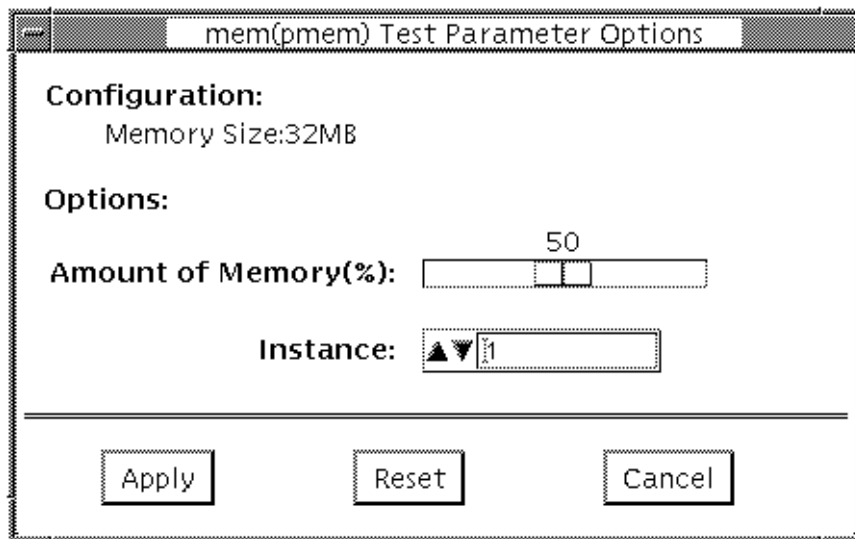 mem(pmem) Test Parameter Options
Configuration:
Memory Size:32MB
Options:
50
Amount of Memory(%):
Instance: 1
Apply Reset Cancel